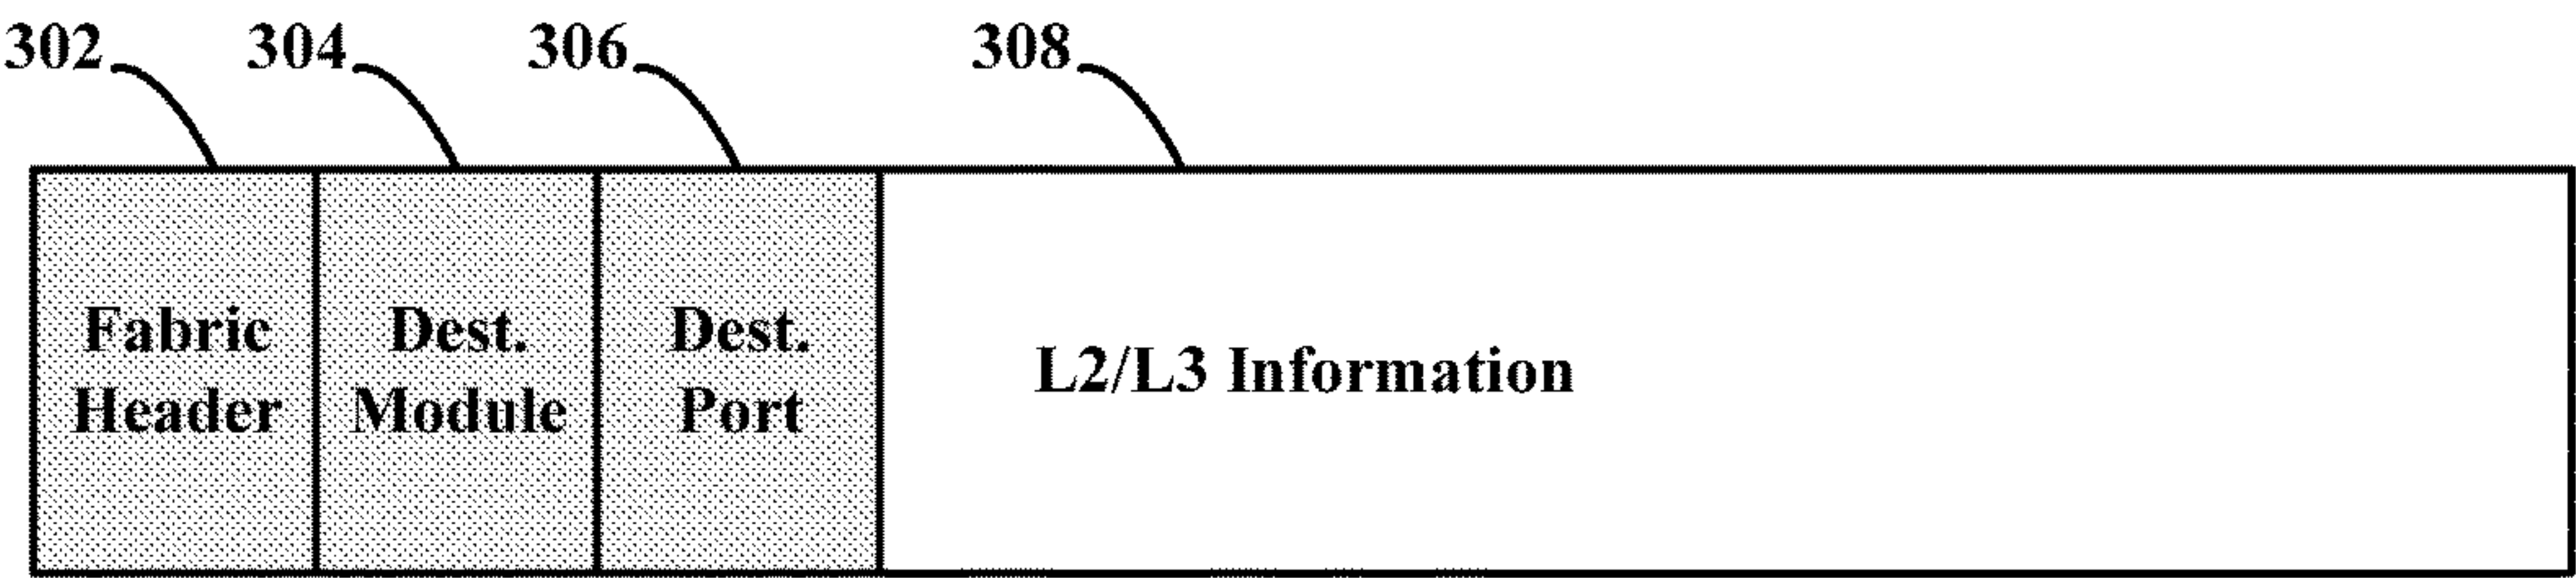 302 304 306 308
Fabric Header
Dest. Module
Dest. Port
L2/L3 Information